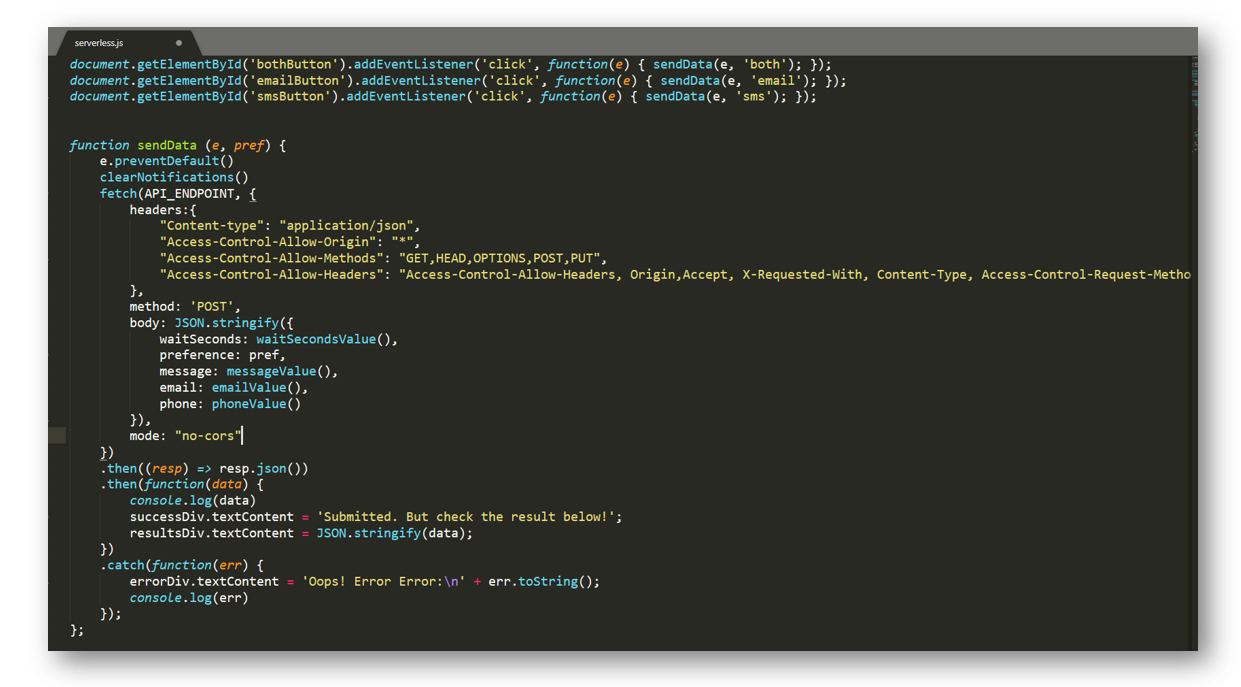 serverless.js
document.getElementById('bothButton').addEventListener('click', function(e) { sendData(e, 'both'); });
document.getElementById('emailButton').addEventListener('click', function(e) { sendData(e, 'email'); });
document.getElementById('smsButton').addEventListener('click', function(e) { sendData(e, 'sms'); });
function sendData (e, pref) {
    e.preventDefault()
    clearNotifications()
    fetch(API_ENDPOINT, {
        headers:{
            "Content-type": "application/json",
            "Access-Control-Allow-Origin": "*",
            "Access-Control-Allow-Methods": "GET,HEAD,OPTIONS,POST,PUT",
            "Access-Control-Allow-Headers": "Access-Control-Allow-Headers, Origin,Accept, X-Requested-With, Content-Type, Access-Control-Request-Metho
        },
        method: 'POST',
        body: JSON.stringify({
            waitSeconds: waitSecondsValue(),
            preference: pref,
            message: messageValue(),
            email: emailValue(),
            phone: phoneValue()
        }),
        mode: "no-cors"
    })
    .then((resp) => resp.json())
    .then(function(data) {
        console.log(data)
        successDiv.textContent = 'Submitted. But check the result below!';
        resultsDiv.textContent = JSON.stringify(data);
    })
    .catch(function(err) {
        errorDiv.textContent = 'Oops! Error Error:\n' + err.toString();
        console.log(err)
    });
};